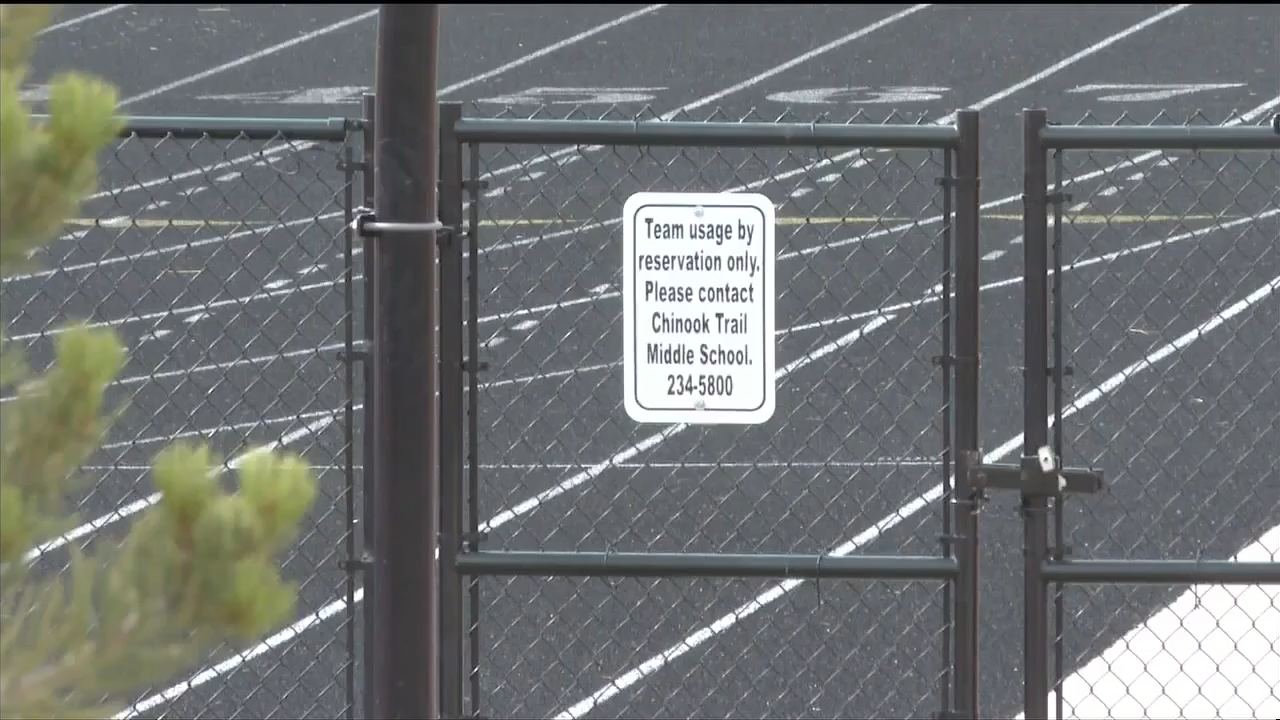 Team usage by
reservation only.
Please contact
Chinook Trail
Middle School.
234-5800